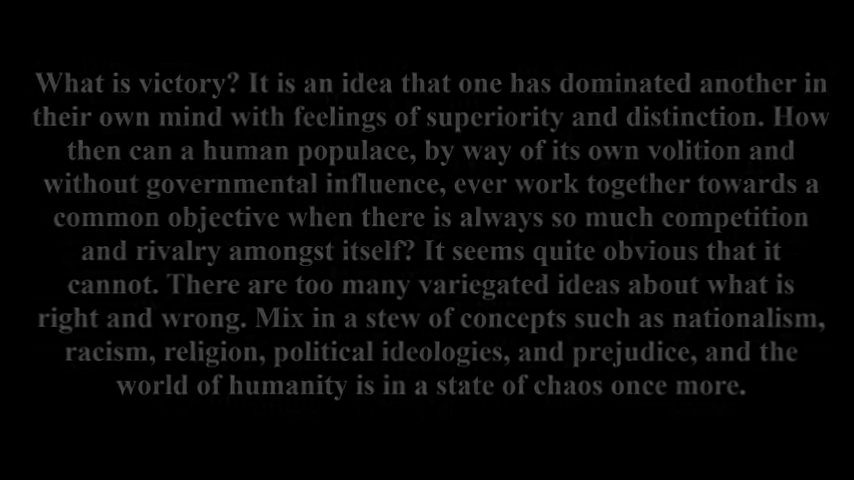 What is victory? It is an idea that one has dominated another in
their own mind with feelings of superiority and distinction. How
then can a human populace, by way of its own volition and
without governmental influence, ever work together towards a
common objective when there is always so much competition
and rivalry amongst itself? It seems quite obvious that it
cannot. There are too many variegated ideas about what is
right and wrong. Mix in a stew of concepts such as nationalism,
racism, religion, political ideologies, and prejudice, and the
world of humanity is in a state of chaos once more.